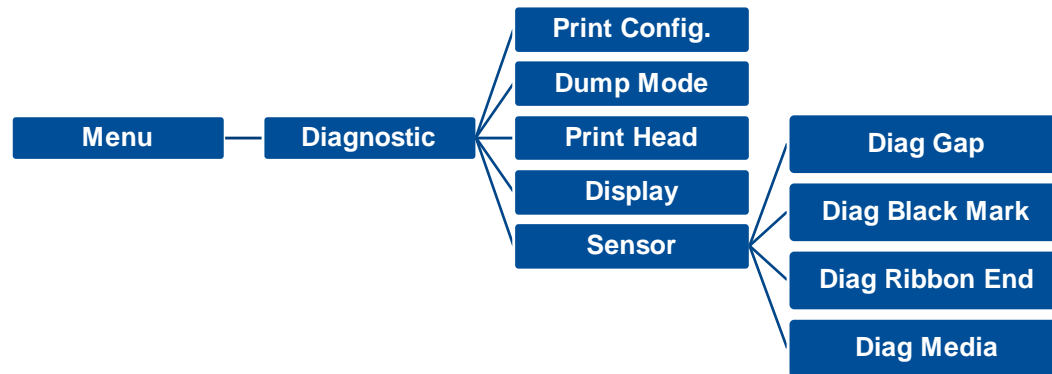 Menu
Diagnostic
Print Config.
Dump Mode
Print Head
Display
Sensor
Diag Gap
Diag Black Mark
Diag Ribbon End
Diag Media